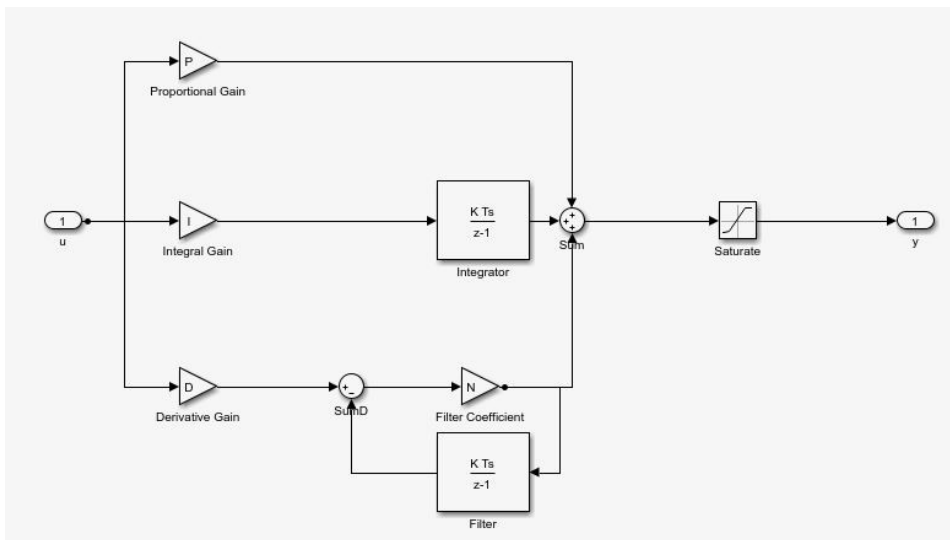 P
Proportional Gain
1
u
I
Integral Gain
K Ts
z-1
Integrator
+
+
+
Sum
Saturate
1
y
D
Derivative Gain
+
−
SumD
N
Filter Coefficient
K Ts
z-1
Filter